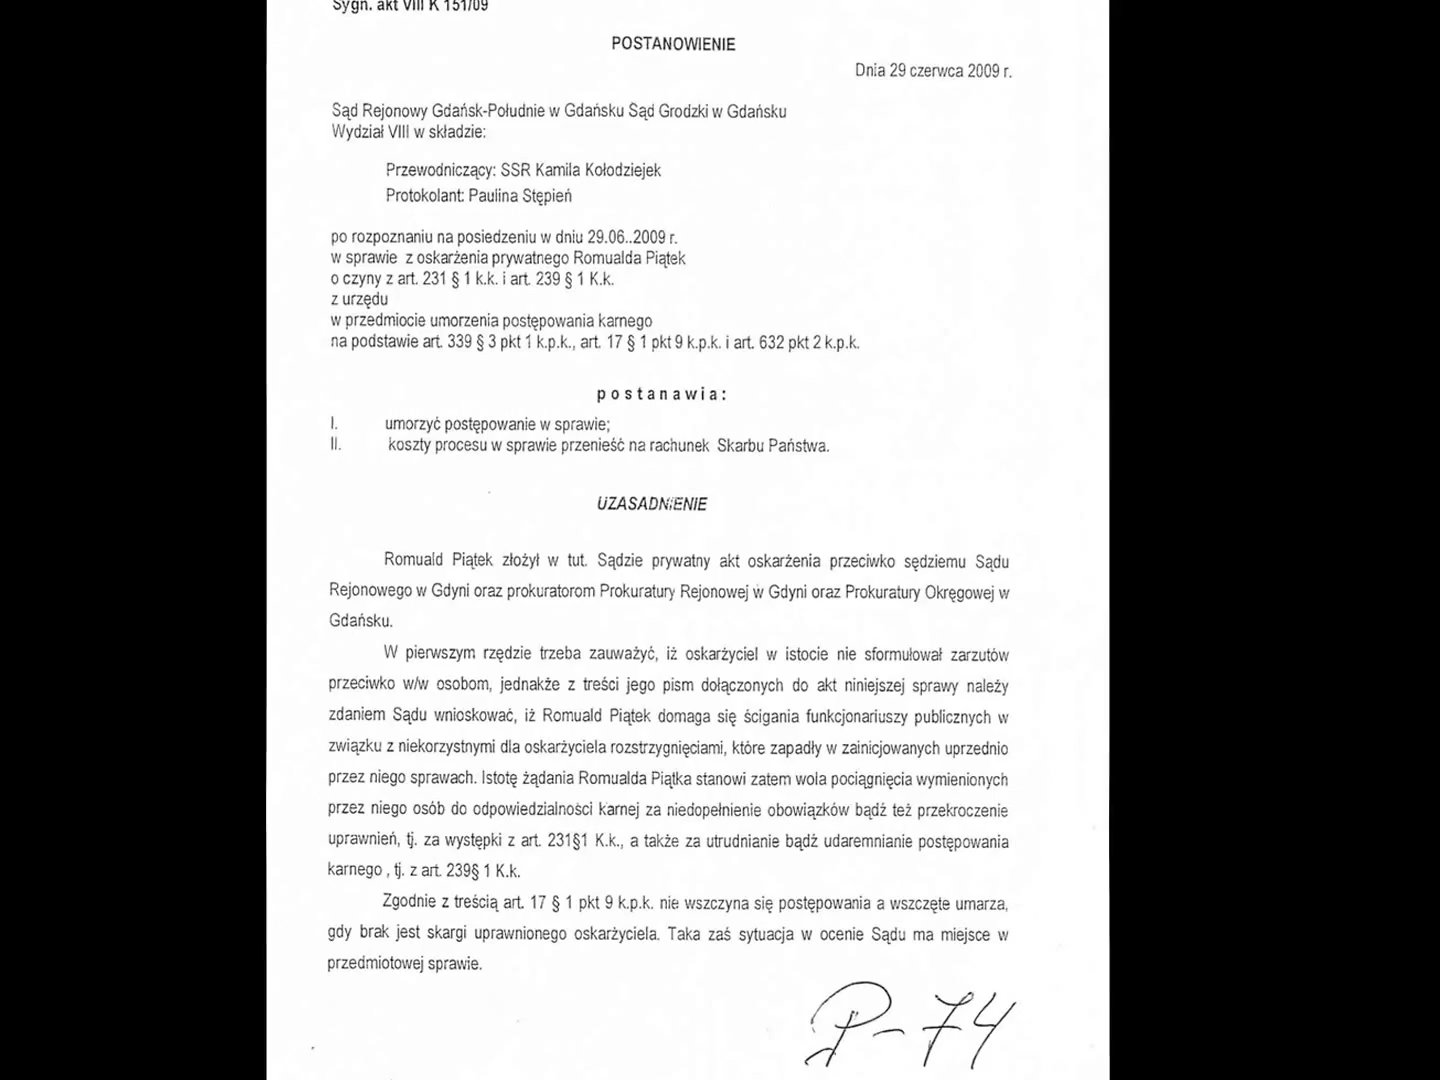 Sygn. akt VIII K 151/09
POSTANOWIENIE
Dnia 29 czerwca 2009 r.
Sąd Rejonowy Gdańsk-Południe w Gdańsku Sąd Grodzki w Gdańsku
Wydział VIII w składzie:
Przewodniczący: SSR Kamila Kołodziejek
Protokolant: Paulina Stępień
po rozpoznaniu na posiedzeniu w dniu 29.06..2009 r.
w sprawie z oskarżenia prywatnego Romualda Piątek
o czyny z art. 231 § 1 k.k. i art. 239 § 1 K.k.
z urzędu
w przedmiocie umorzenia postępowania karnego
na podstawie art. 339 § 3 pkt 1 k.p.k., art. 17 § 1 pkt 9 k.p.k. i art. 632 pkt 2 k.p.k.
postanawia:
I. umorzyć postępowanie w sprawie;
II. koszty procesu w sprawie przenieść na rachunek Skarbu Państwa.
UZASADNIENIE
Romuald Piątek złożył w tut. Sądzie prywatny akt oskarżenia przeciwko sędziemu Sądu
Rejonowego w Gdyni oraz prokuratorom Prokuratury Rejonowej w Gdyni oraz Prokuratury Okręgowej w
Gdańsku.
W pierwszym rzędzie trzeba zauważyć, iż oskarżyciel w istocie nie sformułował zarzutów
przeciwko w/w osobom, jednakże z treści jego pism dołączonych do akt niniejszej sprawy należy
zdaniem Sądu wnioskować, iż Romuald Piątek domaga się ścigania funkcjonariuszy publicznych w
związku z niekorzystnymi dla oskarżyciela rozstrzygnięciami, które zapadły w zainicjowanych uprzednio
przez niego sprawach. Istotę żądania Romualda Piątka stanowi zatem wola pociągnięcia wymienionych
przez niego osób do odpowiedzialności karnej za niedopełnienie obowiązków bądź też przekroczenie
uprawnień, tj. za występki z art. 231§1 K.k., a także za utrudnianie bądź udaremnianie postępowania
karnego , tj. z art. 239§ 1 K.k.
Zgodnie z treścią art. 17 § 1 pkt 9 k.p.k. nie wszczyna się postępowania a wszczęte umarza,
gdy brak jest skargi uprawnionego oskarżyciela. Taka zaś sytuacja w ocenie Sądu ma miejsce w
przedmiotowej sprawie.
P-74